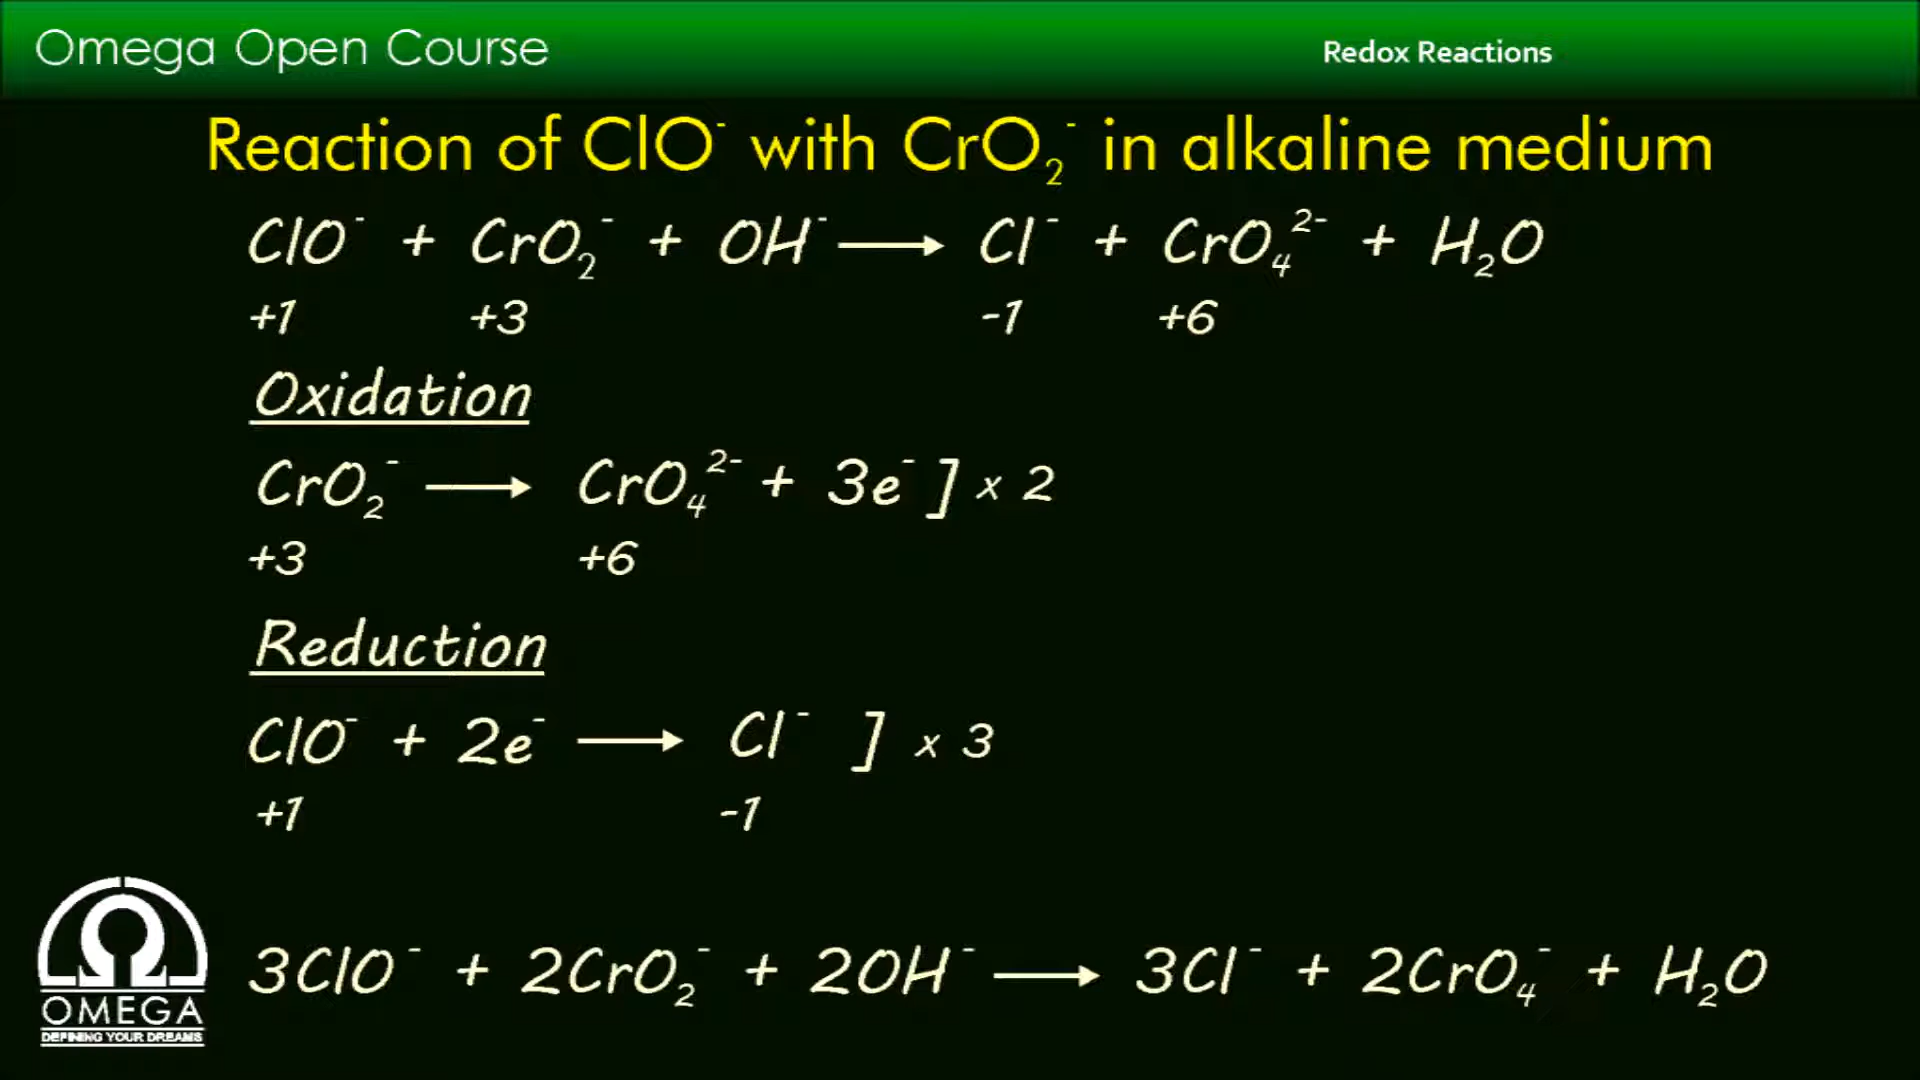 Omega Open Course
Redox Reactions
Reaction of ClO⁻ with CrO₂⁻ in alkaline medium
ClO⁻ + CrO₂⁻ + OH⁻ ⟶ Cl⁻ + CrO₄²⁻ + H₂O
+1 +3 -1 +6
Oxidation
CrO₂⁻ ⟶ CrO₄²⁻ + 3e⁻ ] x 2
+3 +6
Reduction
ClO⁻ + 2e⁻ ⟶ Cl⁻ ] x 3
+1 -1
3ClO⁻ + 2CrO₂⁻ + 2OH⁻ ⟶ 3Cl⁻ + 2CrO₄⁻ + H₂O
OMEGA
DEFINING YOUR DREAMS